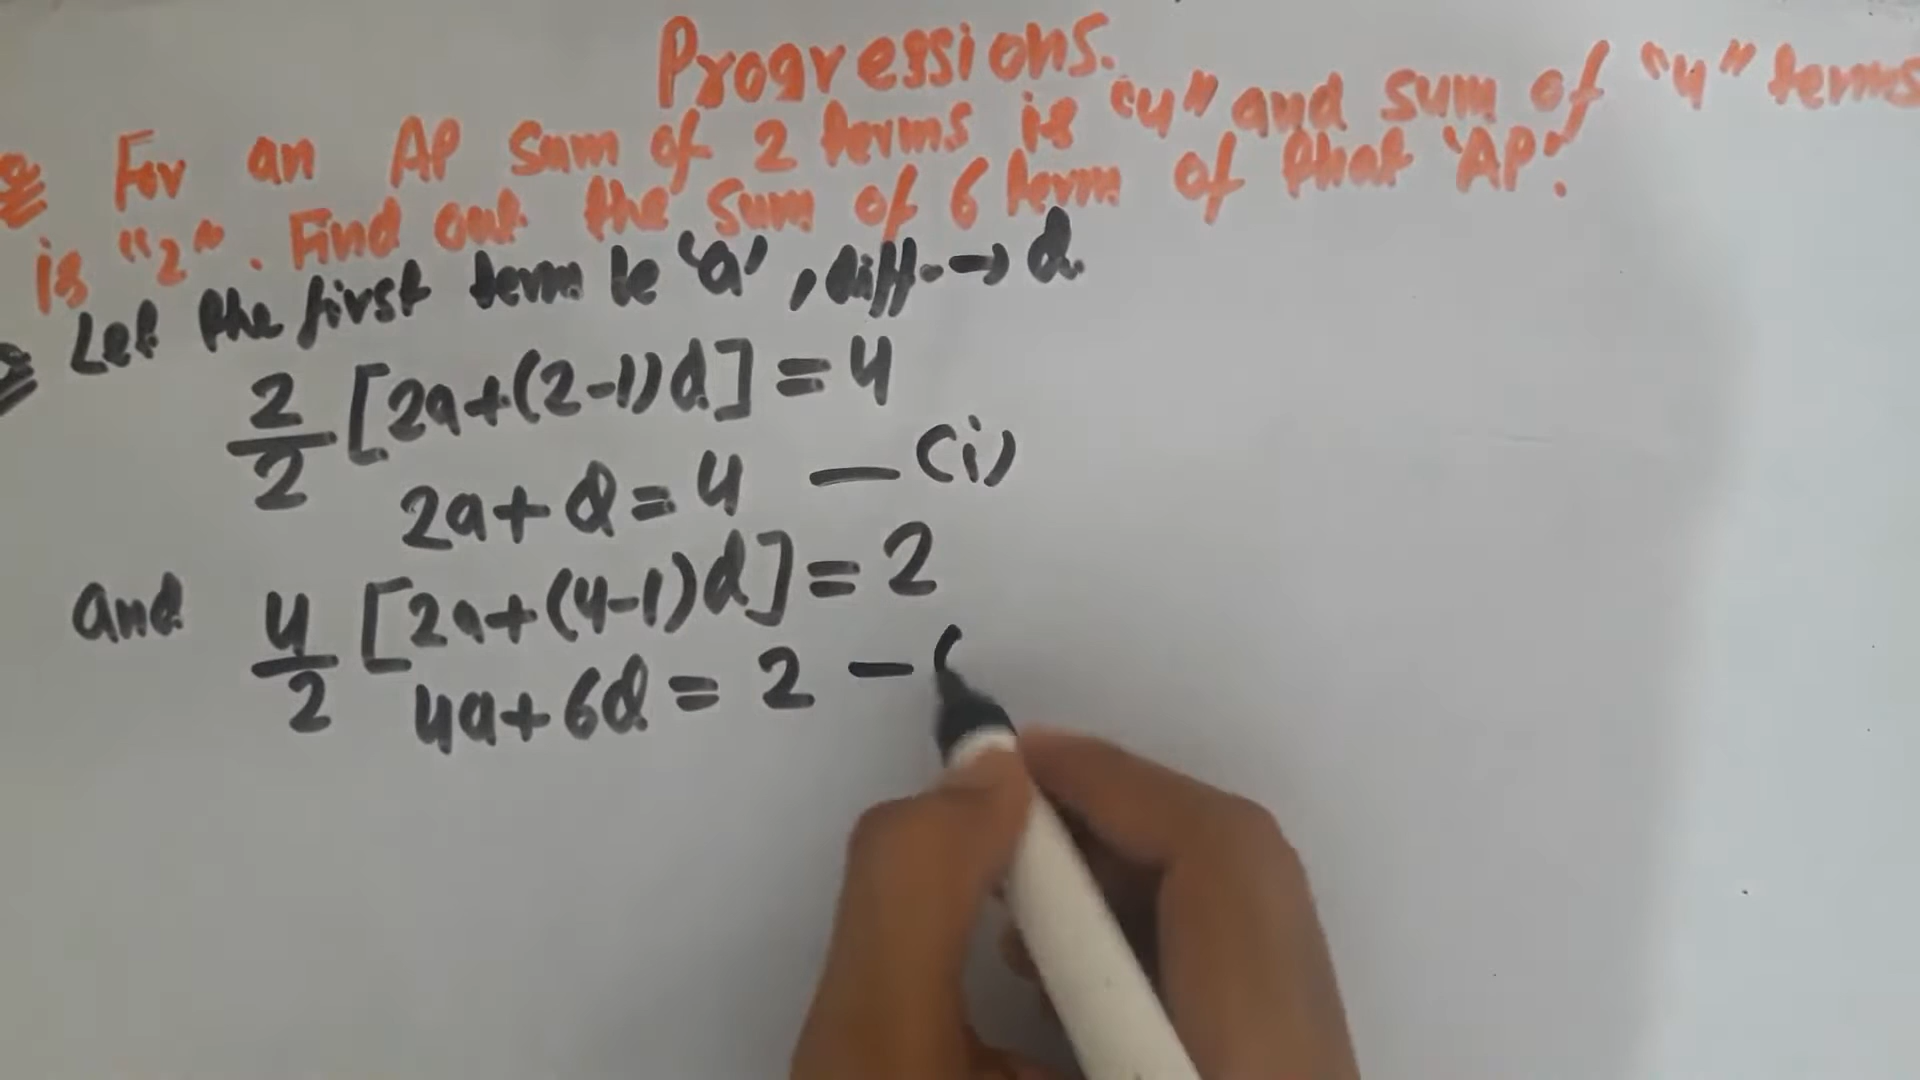 Progressions.
Q For an AP sum of 2 terms is "4" and sum of "4" terms
is "2". Find out the sum of 6 term of that 'AP'.
Let the first term be 'a', diff. → d
2/2 [2a+(2-1)d] = 4
2a+d = 4 — (i)
and 4/2 [2a+(4-1)d] = 2
4a+6d = 2 — (